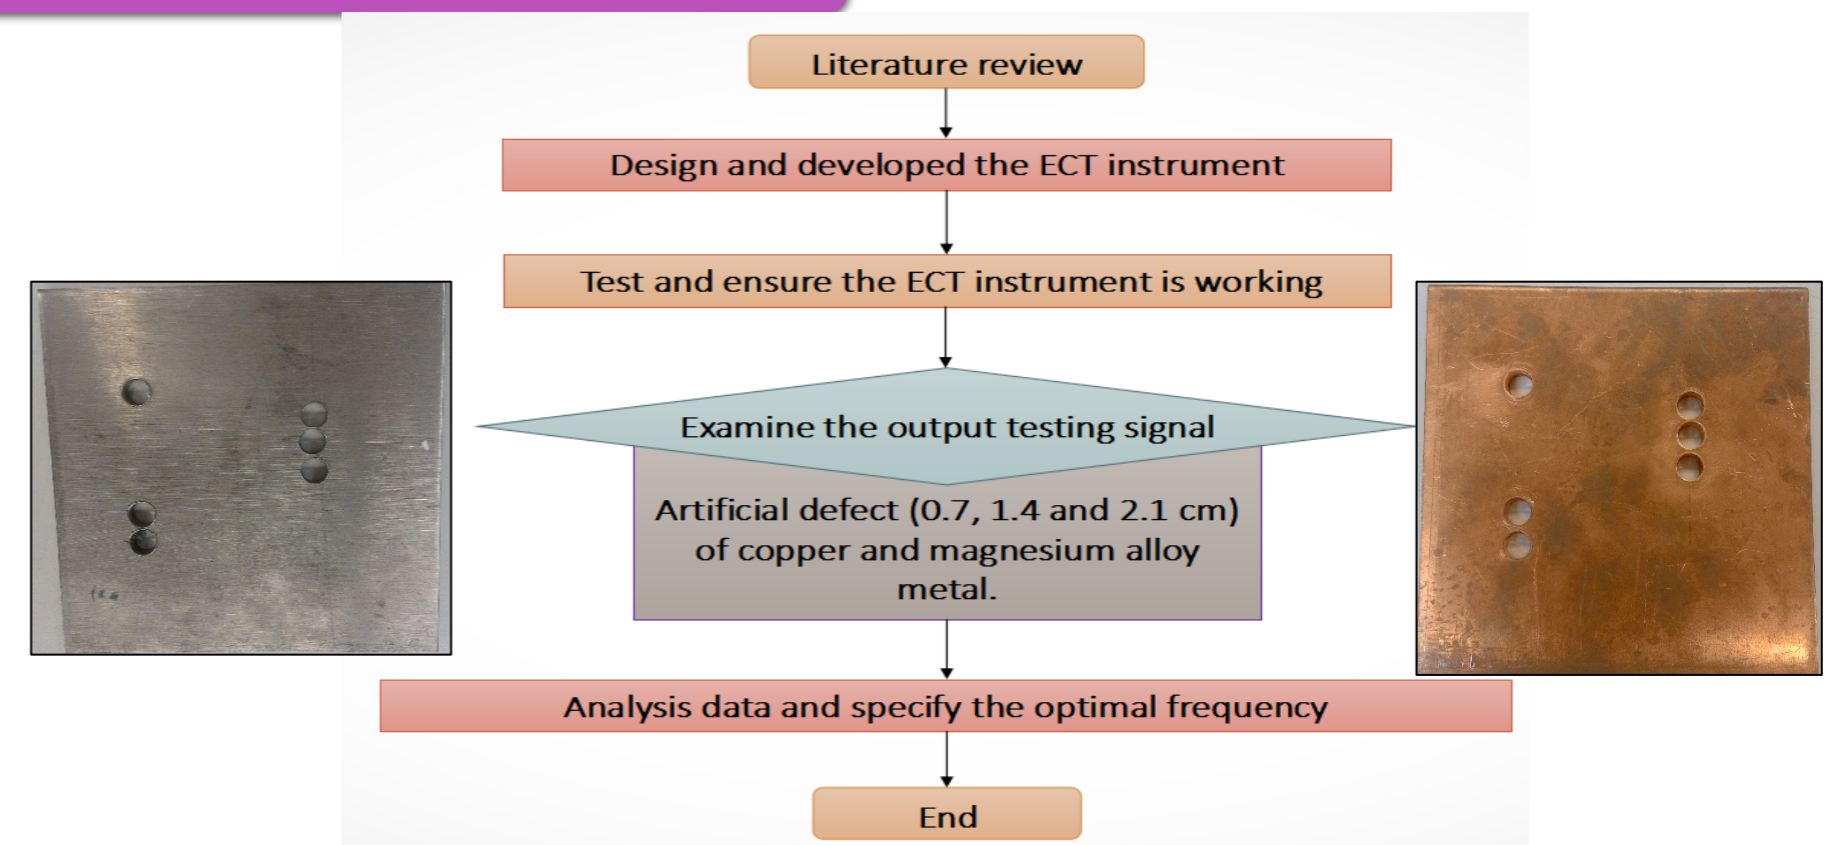 Literature review
Design and developed the ECT instrument
Test and ensure the ECT instrument is working
Examine the output testing signal
Artificial defect (0.7, 1.4 and 2.1 cm)
of copper and magnesium alloy
metal.
Analysis data and specify the optimal frequency
End